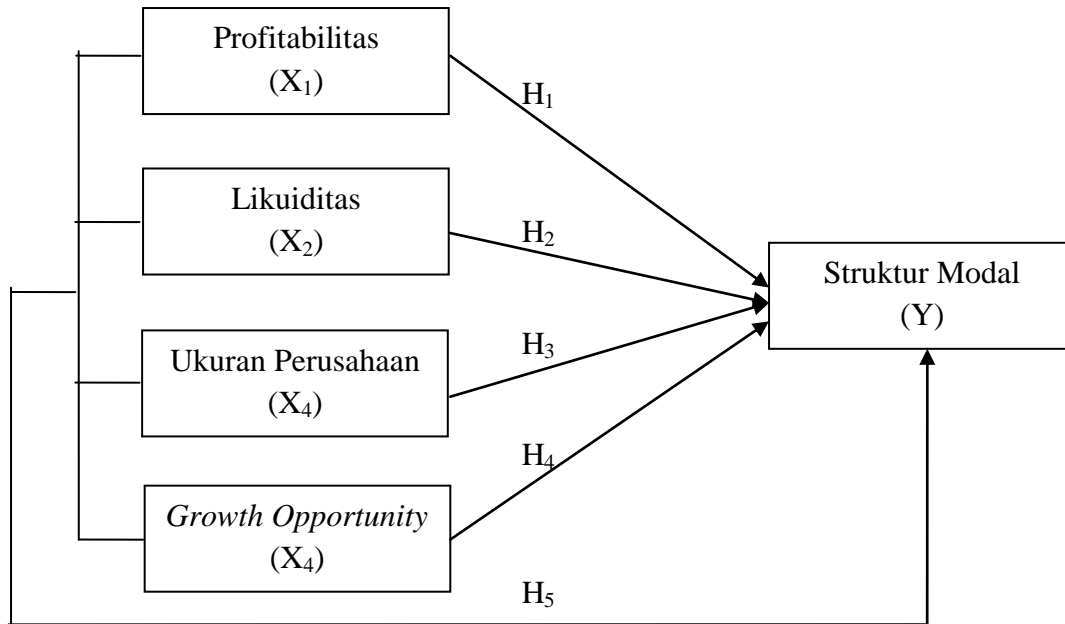 Profitabilitas
(X₁)
H₁
Likuiditas
(X₂)
H₂
Struktur Modal
(Y)
Ukuran Perusahaan
(X₄)
H₃
Growth Opportunity
(X₄)
H₄
H₅